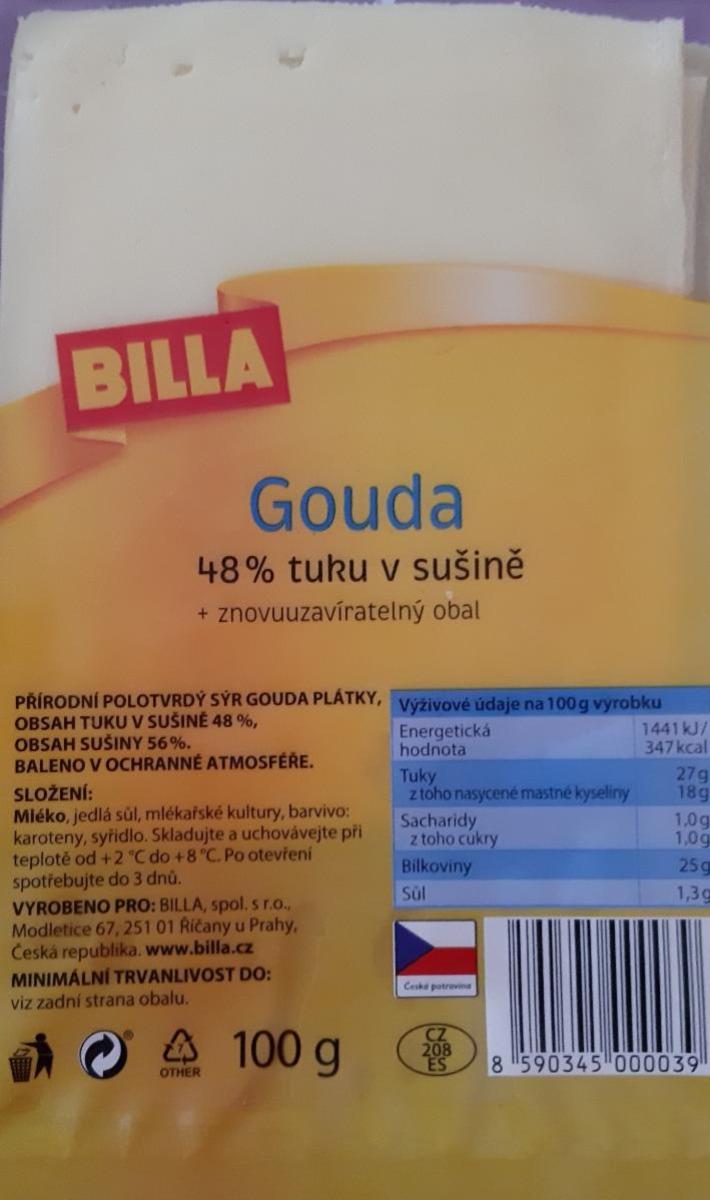 BILLA
Gouda
48% tuku v sušině
+ znovuuzavíratelný obal
PŘÍRODNÍ POLOTVRDÝ SÝR GOUDA PLÁTKY,
OBSAH TUKU V SUŠINĚ 48 %,
OBSAH SUŠINY 56%.
BALENO V OCHRANNÉ ATMOSFÉŘE.
SLOŽENÍ:
Mléko, jedlá sůl, mlékařské kultury, barvivo:
karoteny, syřidlo. Skladujte a uchovávejte při
teplotě od +2 °C do +8 °C. Po otevření
spotřebujte do 3 dnů.
VYROBENO PRO: BILLA, spol. s r.o.,
Modletice 67, 251 01 Říčany u Prahy,
Česká republika. www.billa.cz
MINIMÁLNÍ TRVANLIVOST DO:
viz zadní strana obalu.
OTHER
100 g
Výživové údaje na 100 g výrobku
Energetická 1441 kJ/
hodnota 347 kcal
Tuky 27g
z toho nasycené mastné kyseliny 18g
Sacharidy 1,0g
z toho cukry 1,0g
Bílkoviny 25g
Sůl 1,3g
Česká potravina
CZ
208
ES
8 590345 000039